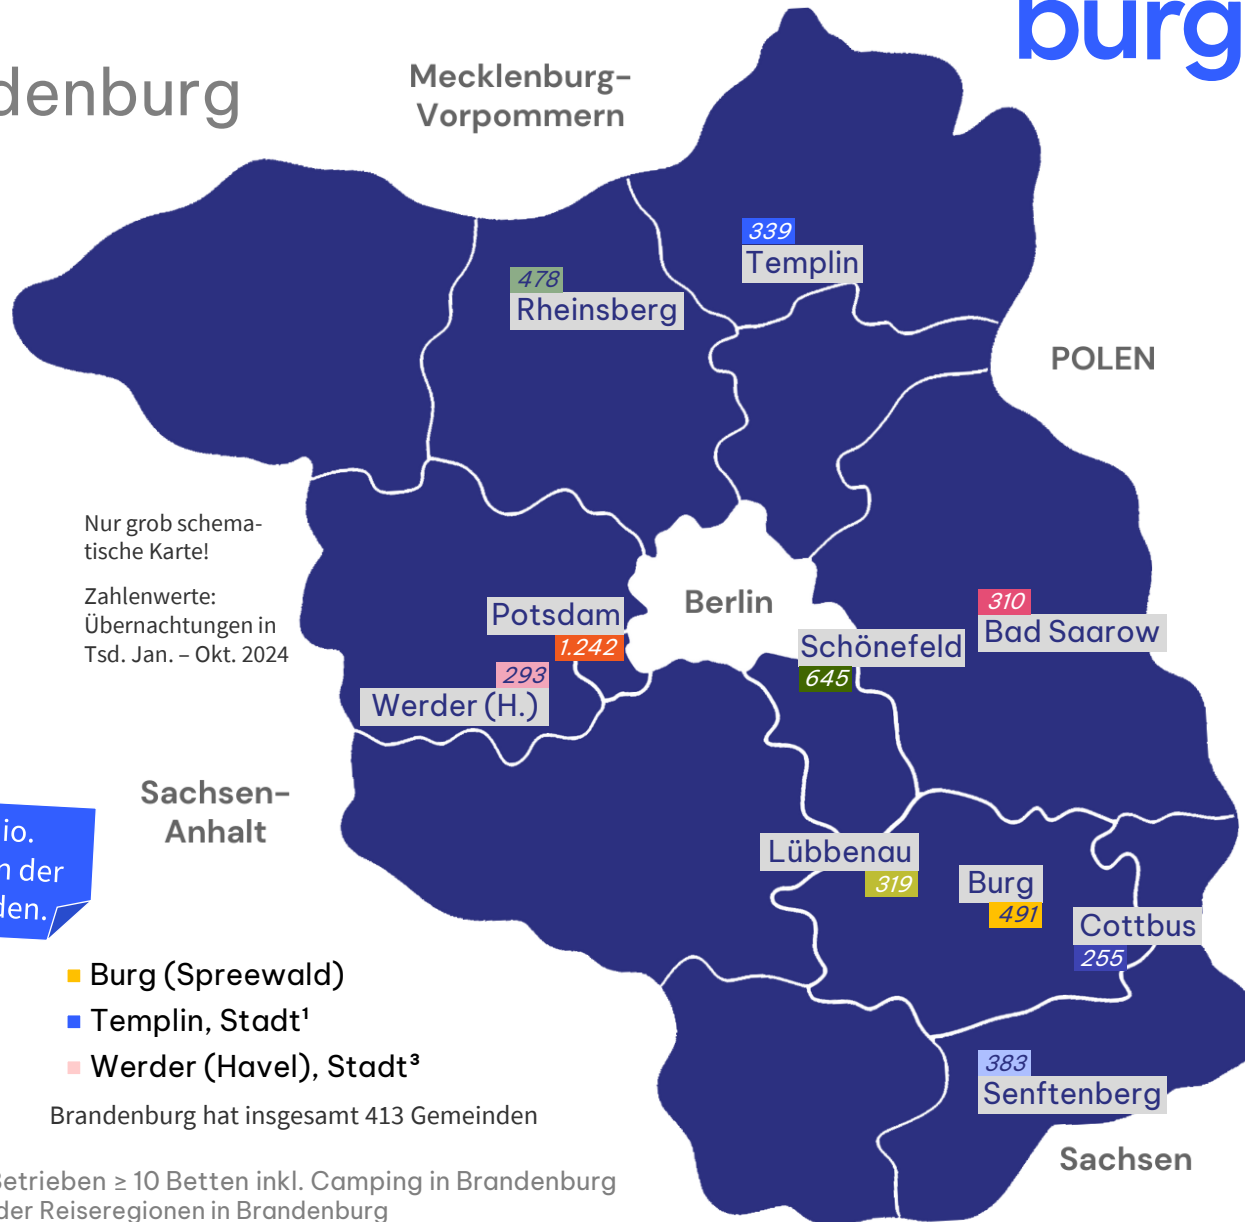 burg
denburg
Mecklenburg-
Vorpommern
339
Templin
478
Rheinsberg
POLEN
Nur grob schema-
tische Karte!
Zahlenwerte:
Übernachtungen in
Tsd. Jan. – Okt. 2024
Berlin
Potsdam
1.242
293
Werder (H.)
Schönefeld
645
310
Bad Saarow
Sachsen-
Anhalt
io.
n der
den.
Lübbenau
319
Burg
491
Cottbus
255
Burg (Spreewald)
Templin, Stadt¹
Werder (Havel), Stadt³
Brandenburg hat insgesamt 413 Gemeinden
383
Senftenberg
Sachsen
Betrieben ≥ 10 Betten inkl. Camping in Brandenburg
der Reiseregionen in Brandenburg